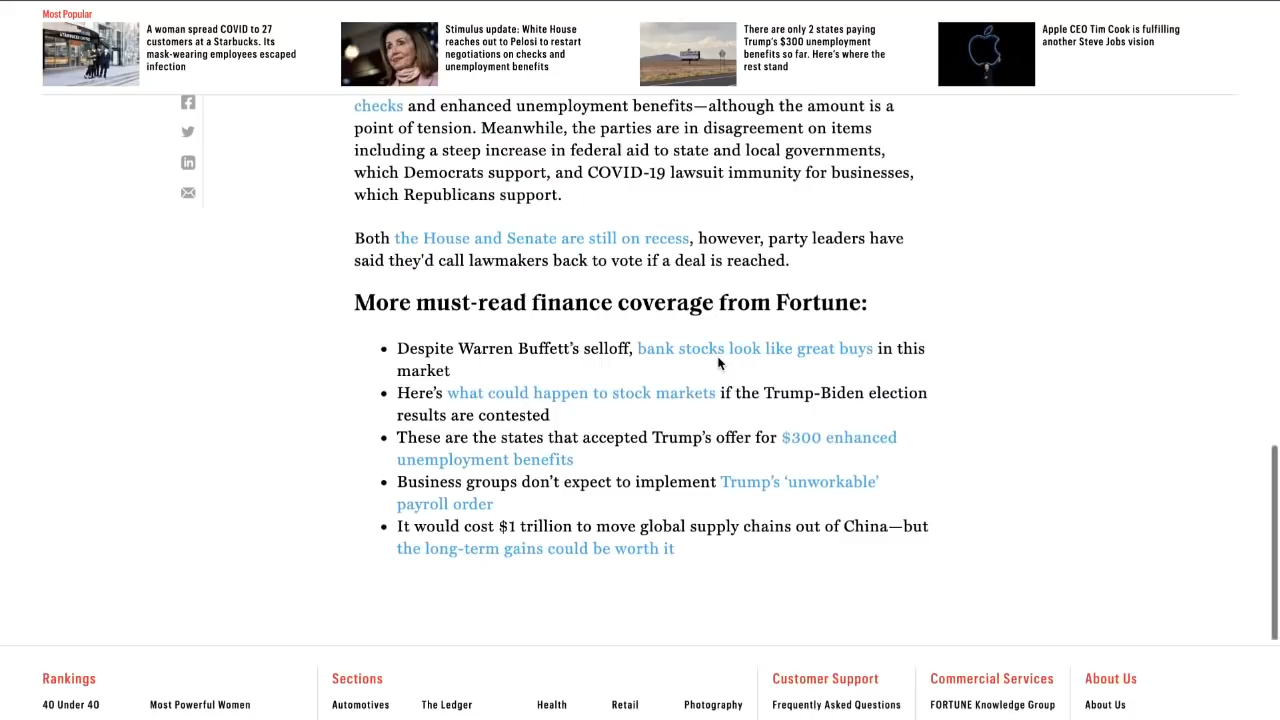 Most Popular
A woman spread COVID to 27
customers at a Starbucks. Its
mask-wearing employees escaped
infection
Stimulus update: White House
reaches out to Pelosi to restart
negotiations on checks and
unemployment benefits
There are only 2 states paying
Trump's $300 unemployment
benefits so far. Here's where the
rest stand
Apple CEO Tim Cook is fulfilling
another Steve Jobs vision
checks and enhanced unemployment benefits—although the amount is a
point of tension. Meanwhile, the parties are in disagreement on items
including a steep increase in federal aid to state and local governments,
which Democrats support, and COVID-19 lawsuit immunity for businesses,
which Republicans support.
Both the House and Senate are still on recess, however, party leaders have
said they'd call lawmakers back to vote if a deal is reached.
More must-read finance coverage from Fortune:
• Despite Warren Buffett’s selloff, bank stocks look like great buys in this
market
• Here’s what could happen to stock markets if the Trump-Biden election
results are contested
• These are the states that accepted Trump’s offer for $300 enhanced
unemployment benefits
• Business groups don’t expect to implement Trump’s ‘unworkable’
payroll order
• It would cost $1 trillion to move global supply chains out of China—but
the long-term gains could be worth it
Rankings
40 Under 40 Most Powerful Women
Sections
Automotives The Ledger Health Retail Photography
Customer Support
Frequently Asked Questions
Commercial Services
FORTUNE Knowledge Group
About Us
About Us